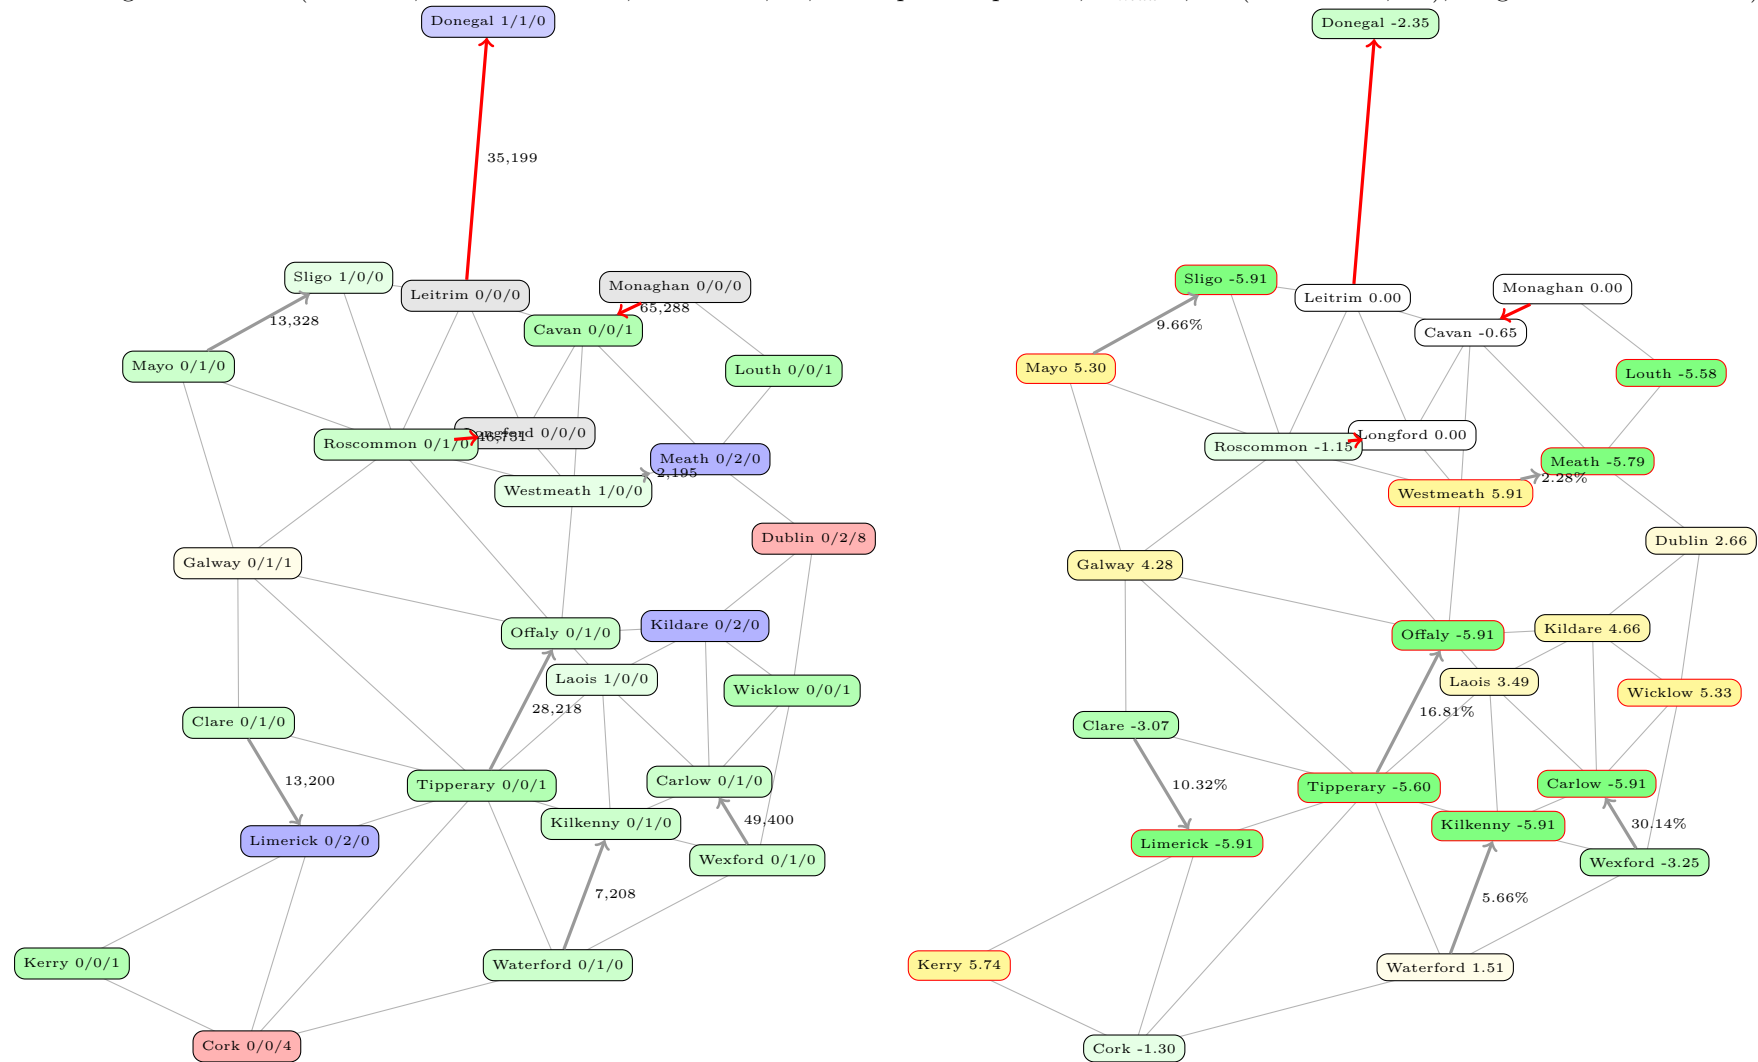 Donegal 1/1/0
35,199
Sligo 1/0/0
Leitrim 0/0/0
Monaghan 0/0/0
65,288
13,328
Cavan 0/0/1
Mayo 0/1/0
Louth 0/0/1
Roscommon 0/1/0
Longford 0/0/0
Meath 0/2/0
2,195
Westmeath 1/0/0
Dublin 0/2/8
Galway 0/1/1
Offaly 0/1/0
Kildare 0/2/0
Laois 1/0/0
Wicklow 0/0/1
28,218
Clare 0/1/0
13,200
Tipperary 0/0/1
Carlow 0/1/0
Kilkenny 0/1/0
49,400
Limerick 0/2/0
Wexford 0/1/0
7,208
Kerry 0/0/1
Waterford 0/1/0
Cork 0/0/4
Donegal -2.35
Sligo -5.91
Leitrim 0.00
Monaghan 0.00
9.66%
Cavan -0.65
Mayo 5.30
Louth -5.58
Roscommon -1.15
Longford 0.00
Meath -5.79
2.28%
Westmeath 5.91
Dublin 2.66
Galway 4.28
Offaly -5.91
Kildare 4.66
Laois 3.49
Wicklow 5.33
16.81%
Clare -3.07
10.32%
Tipperary -5.60
Carlow -5.91
Kilkenny -5.91
30.14%
Limerick -5.91
Wexford -3.25
5.66%
Kerry 5.74
Waterford 1.51
Cork -1.30